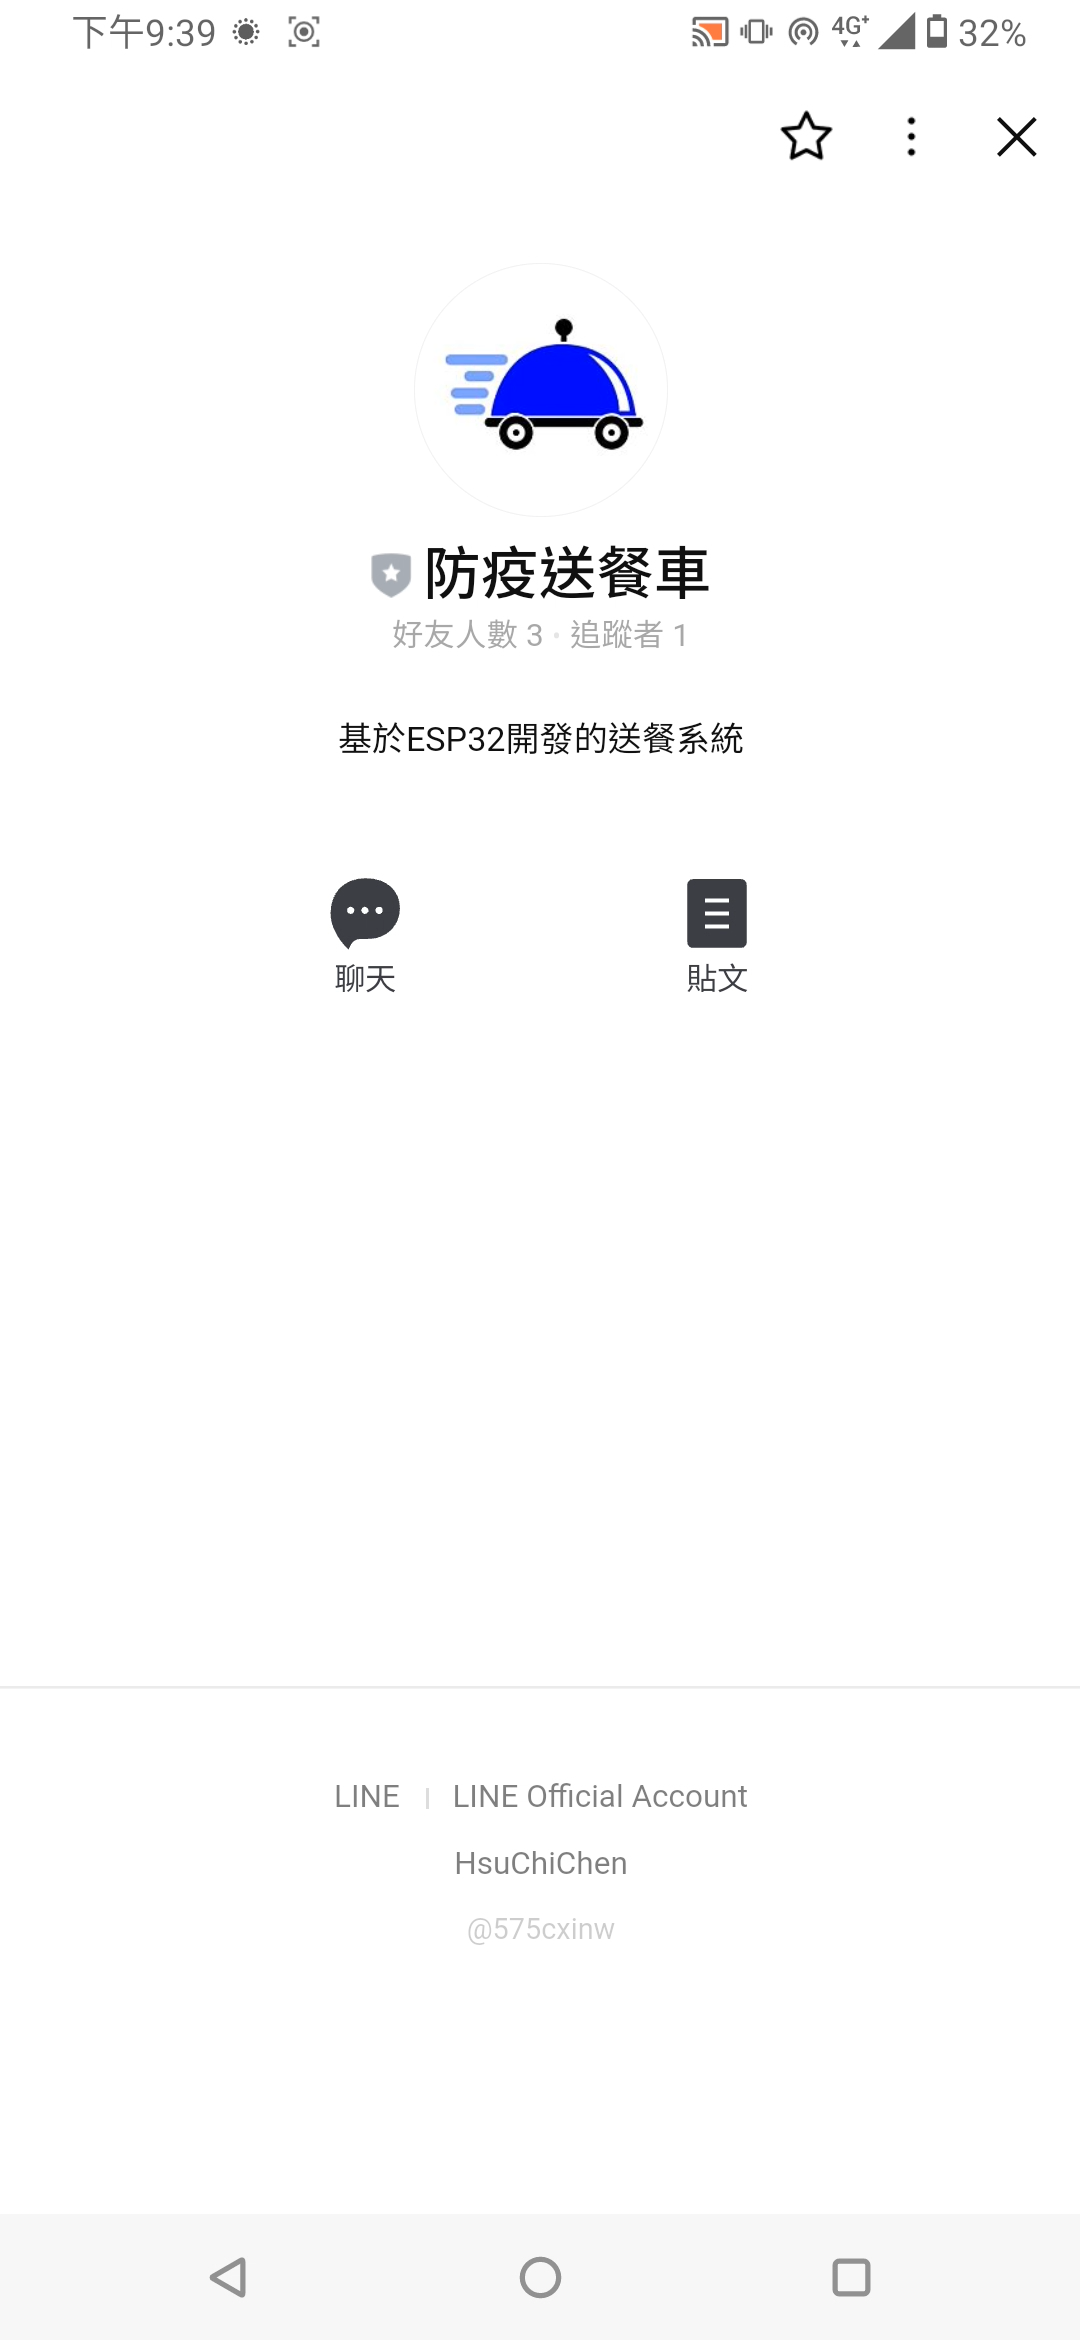 下午9:39
4G+
32%
防疫送餐車
好友人數 3 · 追蹤者 1
基於ESP32開發的送餐系統
聊天
貼文
LINE | LINE Official Account
HsuChiChen
@575cxinw